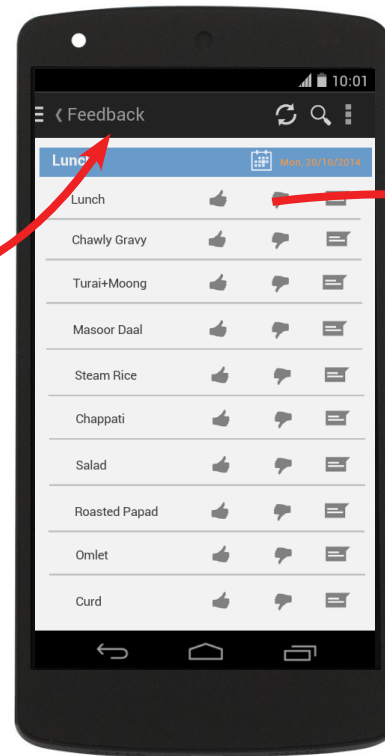 10:01
Feedback
Lunch Mon, 20/10/2014
Lunch
Chawly Gravy
Turai+Moong
Masoor Daal
Steam Rice
Chappati
Salad
Roasted Papad
Omlet
Curd